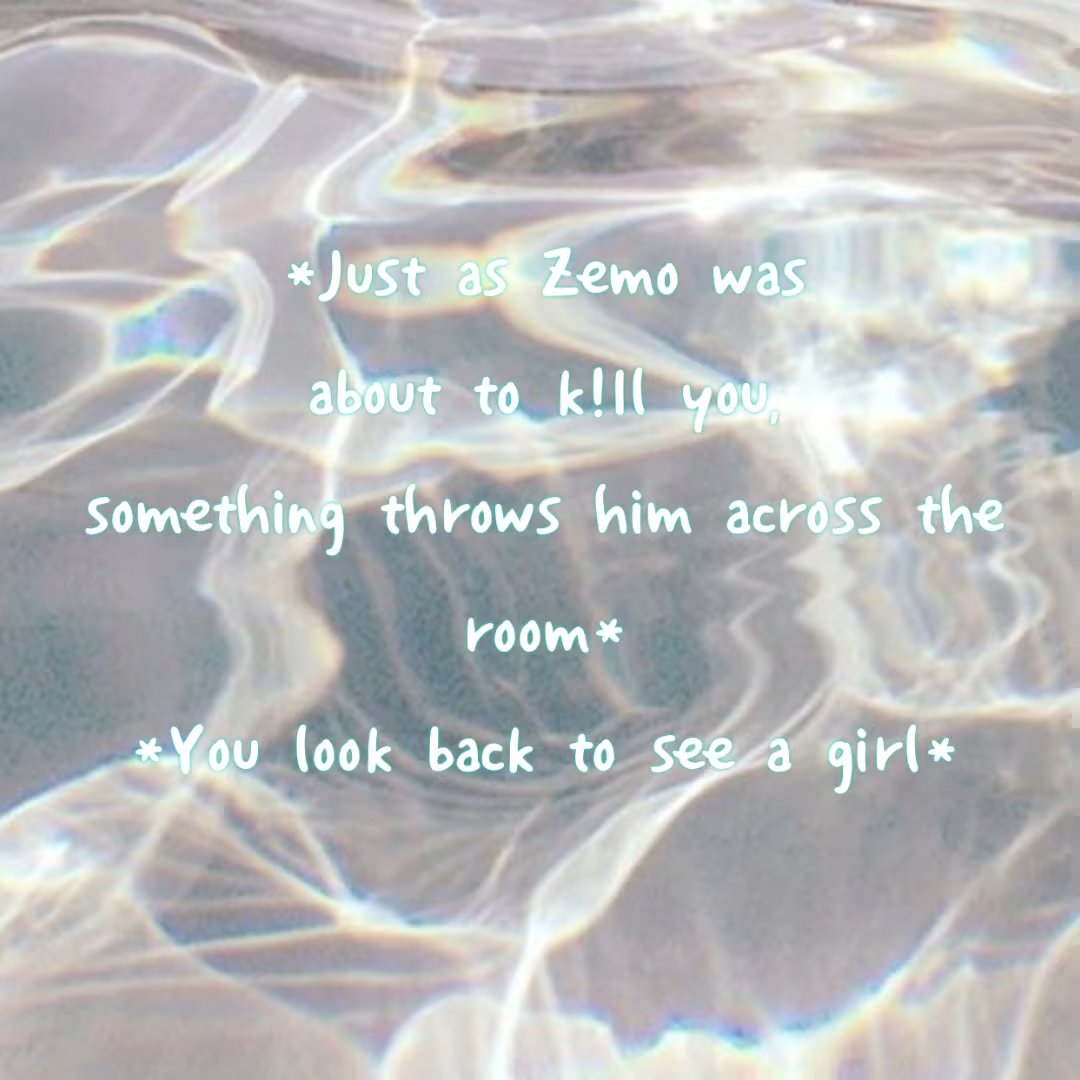 *Just as Zemo was
about to k!ll you,
something throws him across the
room*
*You look back to see a girl*